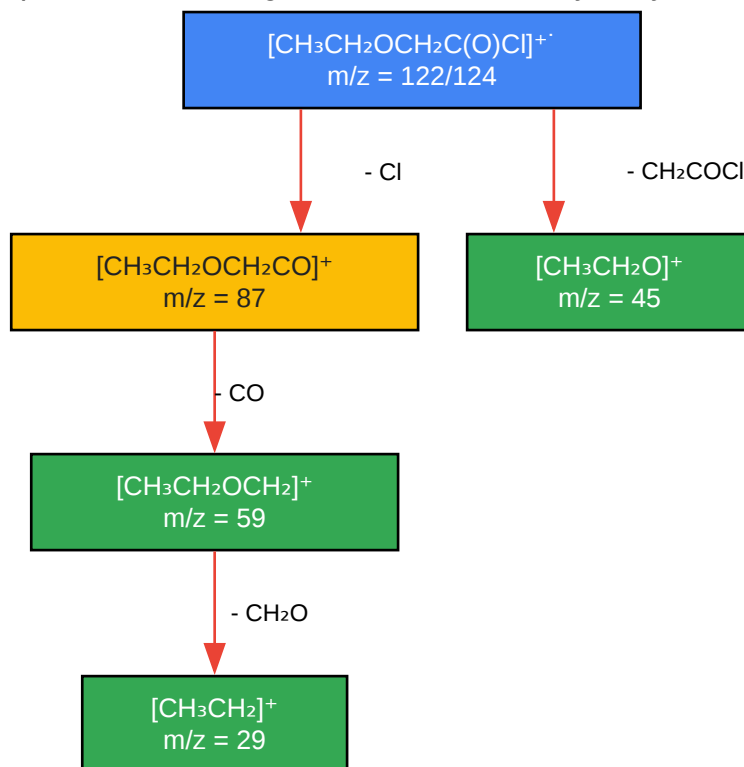 [CH₃CH₂OCH₂C(O)Cl]⁺˙
m/z = 122/124
- Cl
- CH₂COCl
[CH₃CH₂OCH₂CO]⁺
m/z = 87
[CH₃CH₂O]⁺
m/z = 45
- CO
[CH₃CH₂OCH₂]⁺
m/z = 59
- CH₂O
[CH₃CH₂]⁺
m/z = 29